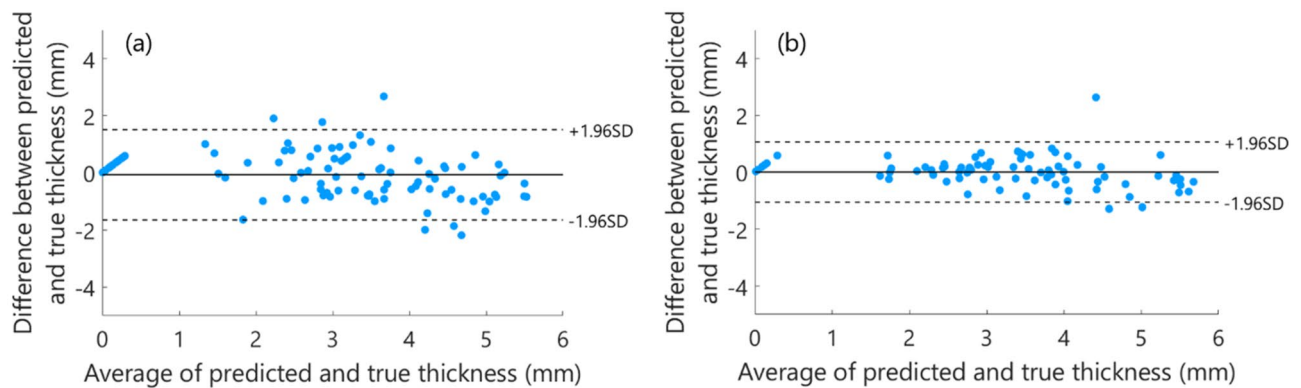 (a)
Difference between predicted
and true thickness (mm)
4
2
0
-2
-4
+1.96SD
-1.96SD
0 1 2 3 4 5 6
Average of predicted and true thickness (mm)
(b)
Difference between predicted
and true thickness (mm)
4
2
0
-2
-4
+1.96SD
-1.96SD
0 1 2 3 4 5 6
Average of predicted and true thickness (mm)